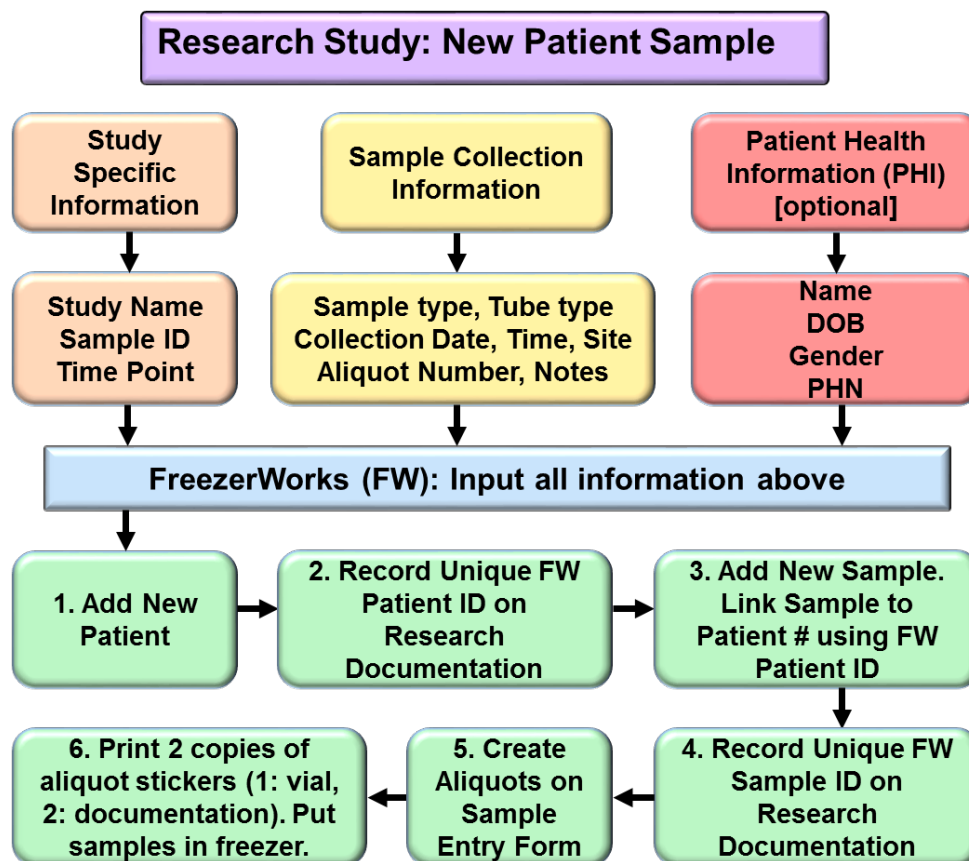 Research Study: New Patient Sample
Study
Specific
Information
Sample Collection
Information
Patient Health
Information (PHI)
[optional]
Study Name
Sample ID
Time Point
Sample type, Tube type
Collection Date, Time, Site
Aliquot Number, Notes
Name
DOB
Gender
PHN
FreezerWorks (FW): Input all information above
1. Add New
Patient
2. Record Unique FW
Patient ID on
Research
Documentation
3. Add New Sample.
Link Sample to
Patient # using FW
Patient ID
4. Record Unique FW
Sample ID on
Research
Documentation
5. Create
Aliquots on
Sample
Entry Form
6. Print 2 copies of
aliquot stickers (1: vial,
2: documentation). Put
samples in freezer.